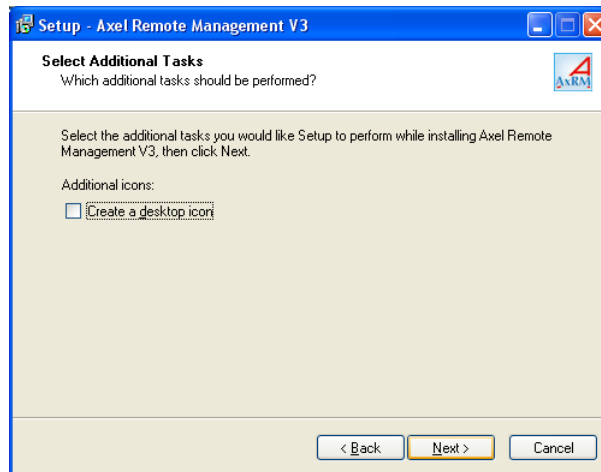 Setup - Axel Remote Management V3
Select Additional Tasks
Which additional tasks should be performed?
AxRM
Select the additional tasks you would like Setup to perform while installing Axel Remote
Management V3, then click Next.
Additional icons:
Create a desktop icon
< Back
Next >
Cancel